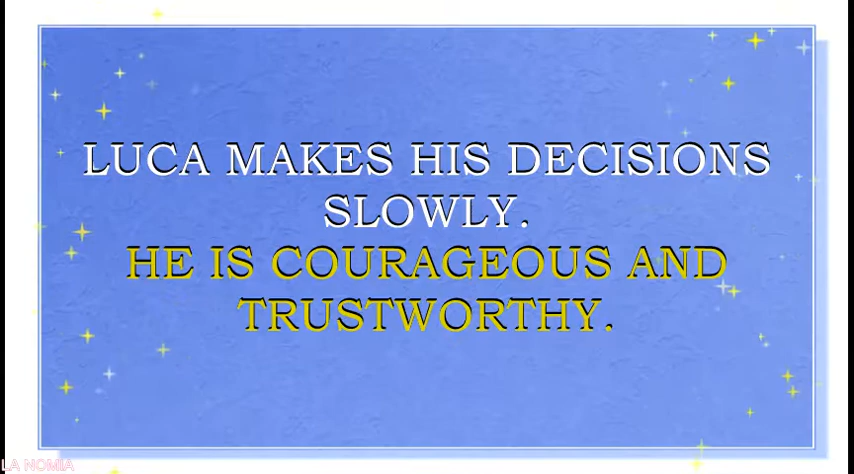 LUCA MAKES HIS DECISIONS
SLOWLY.
HE IS COURAGEOUS AND
TRUSTWORTHY.
LA NOMIA